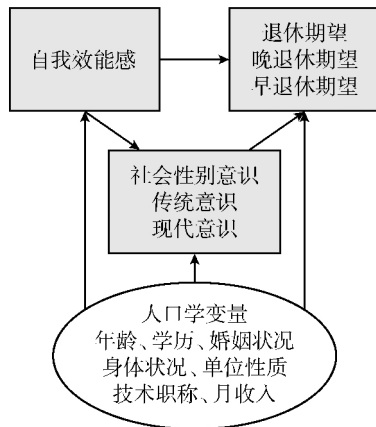 自我效能感
退休期望
晚退休期望
早退休期望
社会性别意识
传统意识
现代意识
人口学变量
年龄、学历、婚姻状况
身体状况、单位性质
技术职称、月收入